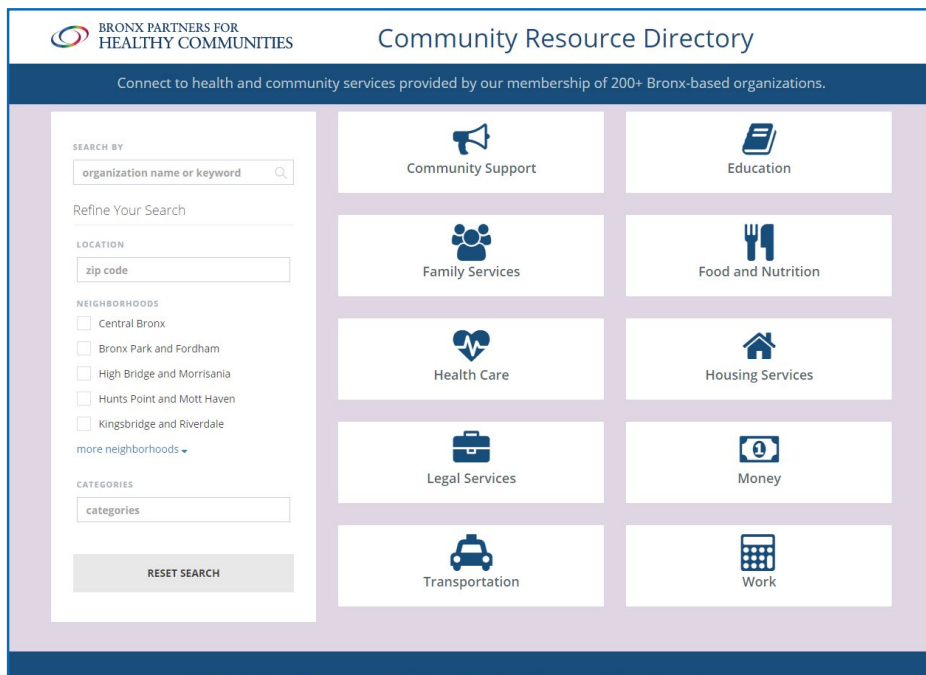 BRONX PARTNERS FOR
HEALTHY COMMUNITIES
Community Resource Directory
Connect to health and community services provided by our membership of 200+ Bronx-based organizations.
SEARCH BY
organization name or keyword
Refine Your Search
LOCATION
zip code
NEIGHBORHOODS
Central Bronx
Bronx Park and Fordham
High Bridge and Morrisania
Hunts Point and Mott Haven
Kingsbridge and Riverdale
more neighborhoods
CATEGORIES
categories
RESET SEARCH
Community Support
Education
Family Services
Food and Nutrition
Health Care
Housing Services
Legal Services
1
Money
Transportation
Work